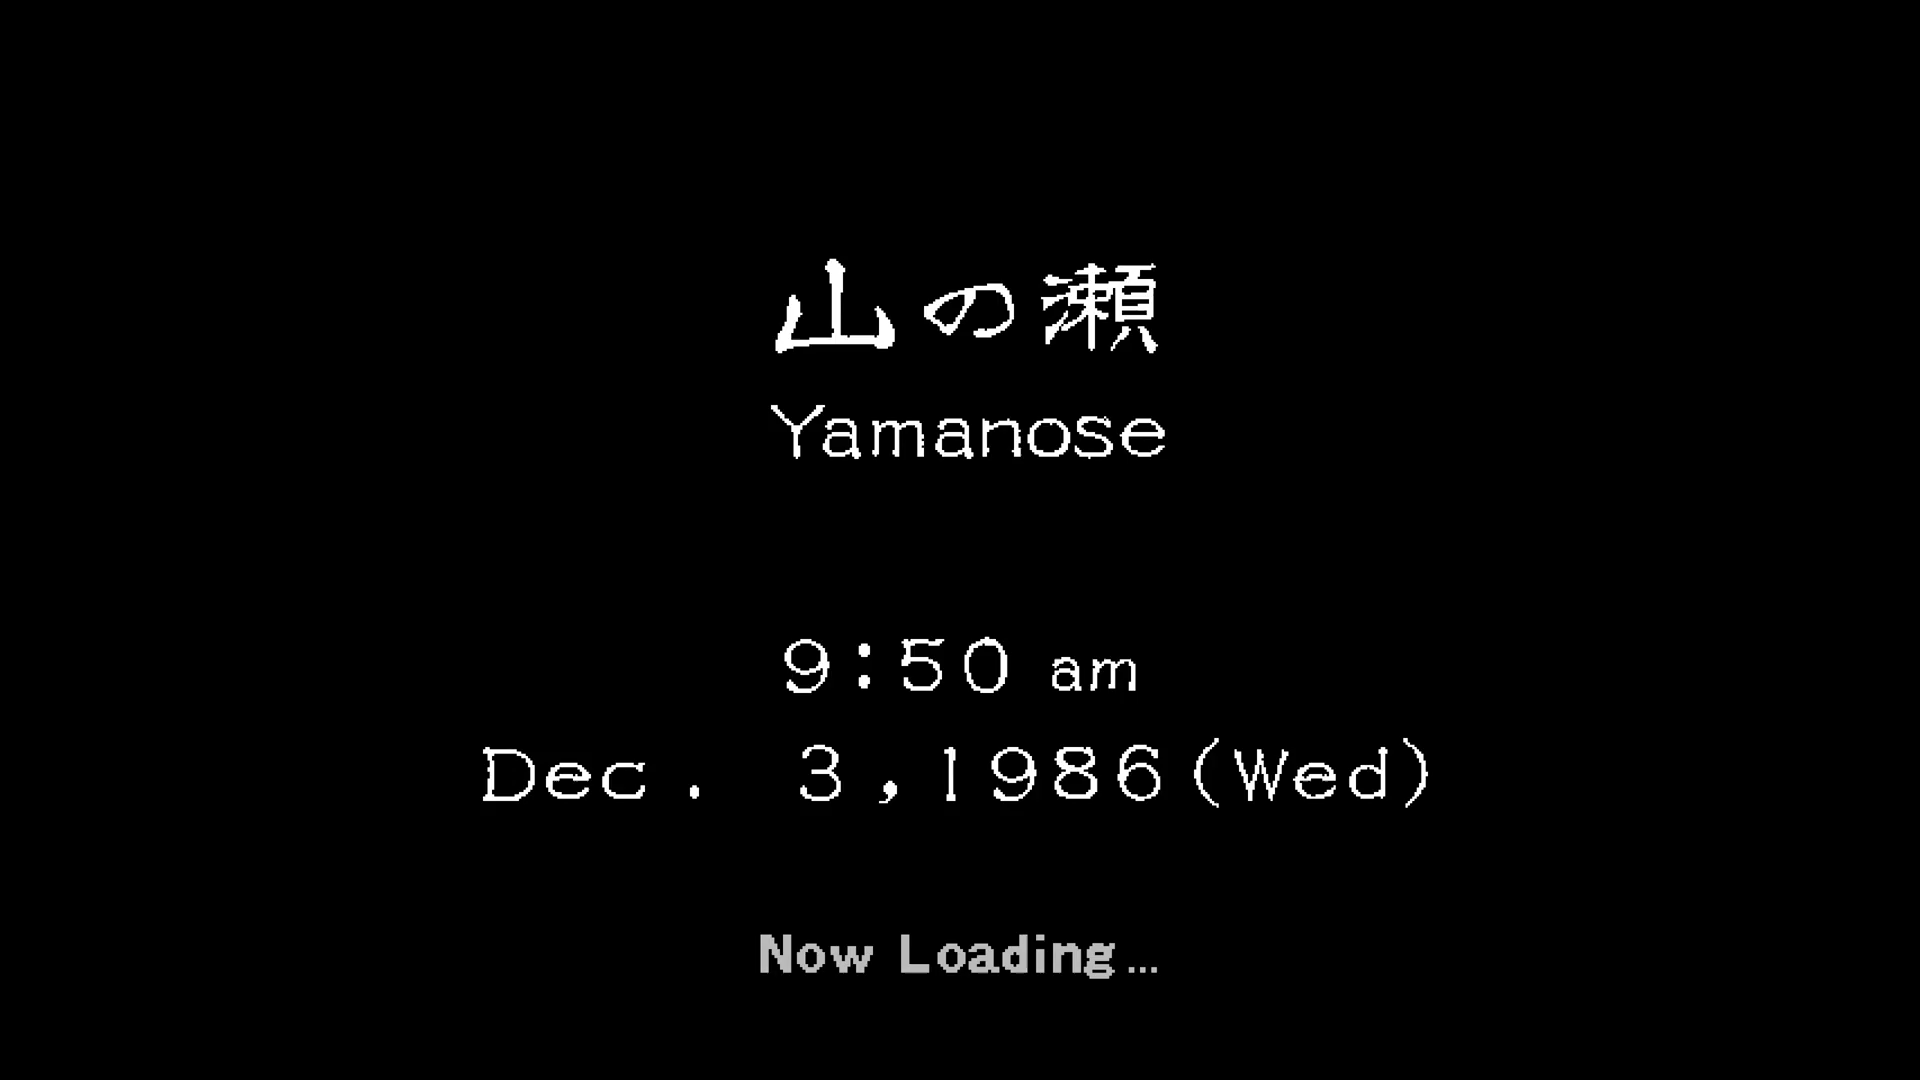 山の瀬
Yamanose
9:50 am
Dec. 3,1986(Wed)
Now Loading...